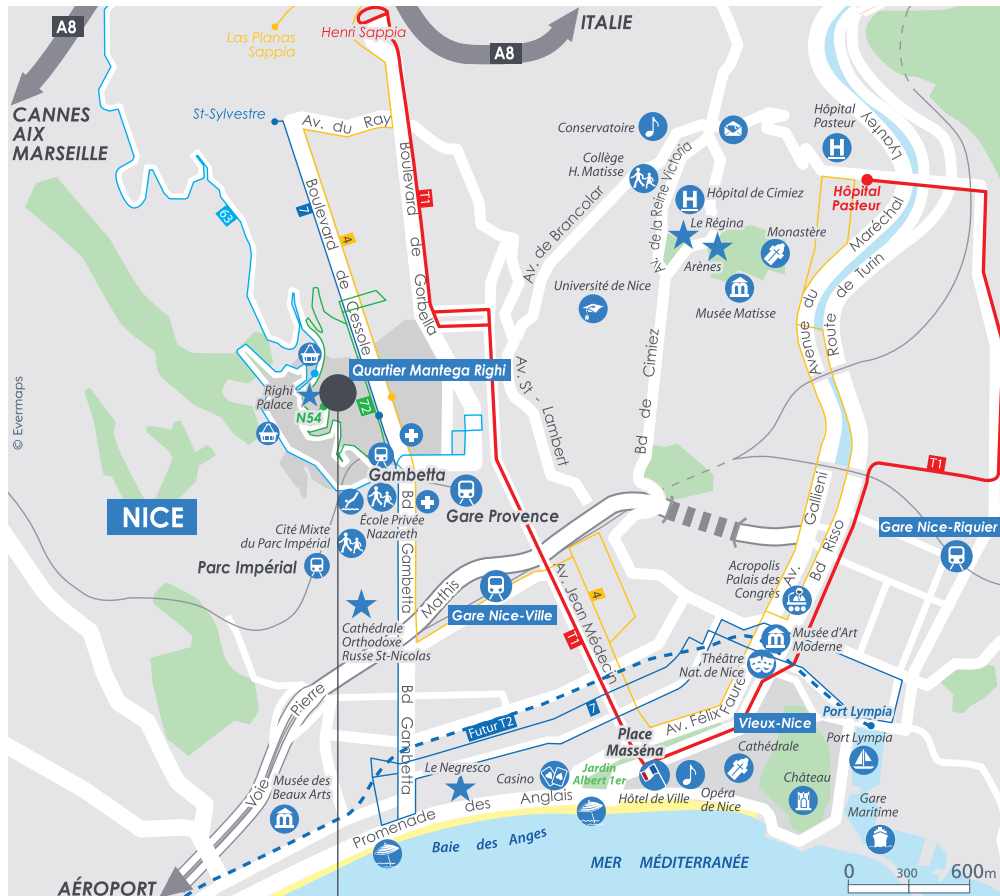 A8
ITALIE
A8
Las Planas
Sappia
Henri Sappia
CANNES
AIX
MARSEILLE
St-Sylvestre
Av. du Ray
Boulevard de Gorbella
T1
63
7
4
Boulevard de Cessole
Conservatoire
Collège
H. Matisse
Av. de la Reine Victoria
Hôpital
Pasteur
Lyautey
Hôpital de Cimiez
Hôpital
Pasteur
Le Régina
Monastère
Arènes
Musée Matisse
Av. de Brancolar
Université de Nice
Maréchal
Avenue du
Route de Turin
Bd de Cimiez
Av. St - Lambert
Quartier Mantega Righi
Righi
Palace
N54
72
© Evermaps
Gambetta
Gare Provence
NICE
École Privée
Nazareth
Cité Mixte
du Parc Impérial
Parc Impérial
T1
Gare Nice-Riquier
Av. Gallieni
Bd Risso
Acropolis
Palais des
Congrès
Bd Gambetta
Mathis
Gare Nice-Ville
Av. Jean Médecin
4
T1
Cathédrale
Orthodoxe
Russe St-Nicolas
Musée d'Art
Moderne
Théâtre
Nat. de Nice
Pierre
Voie
Bd Gambetta
Futur T2
7
Av. Félix Faure
Vieux-Nice
Port Lympia
Port Lympia
Place
Masséna
Cathédrale
Le Negresco
Casino
Jardin
Albert 1er
Hôtel de Ville
Opéra
de Nice
Château
Gare
Maritime
Musée des
Beaux Arts
Promenade des Anglais
Baie des Anges
MER MÉDITERRANÉE
AÉROPORT
0 300 600m